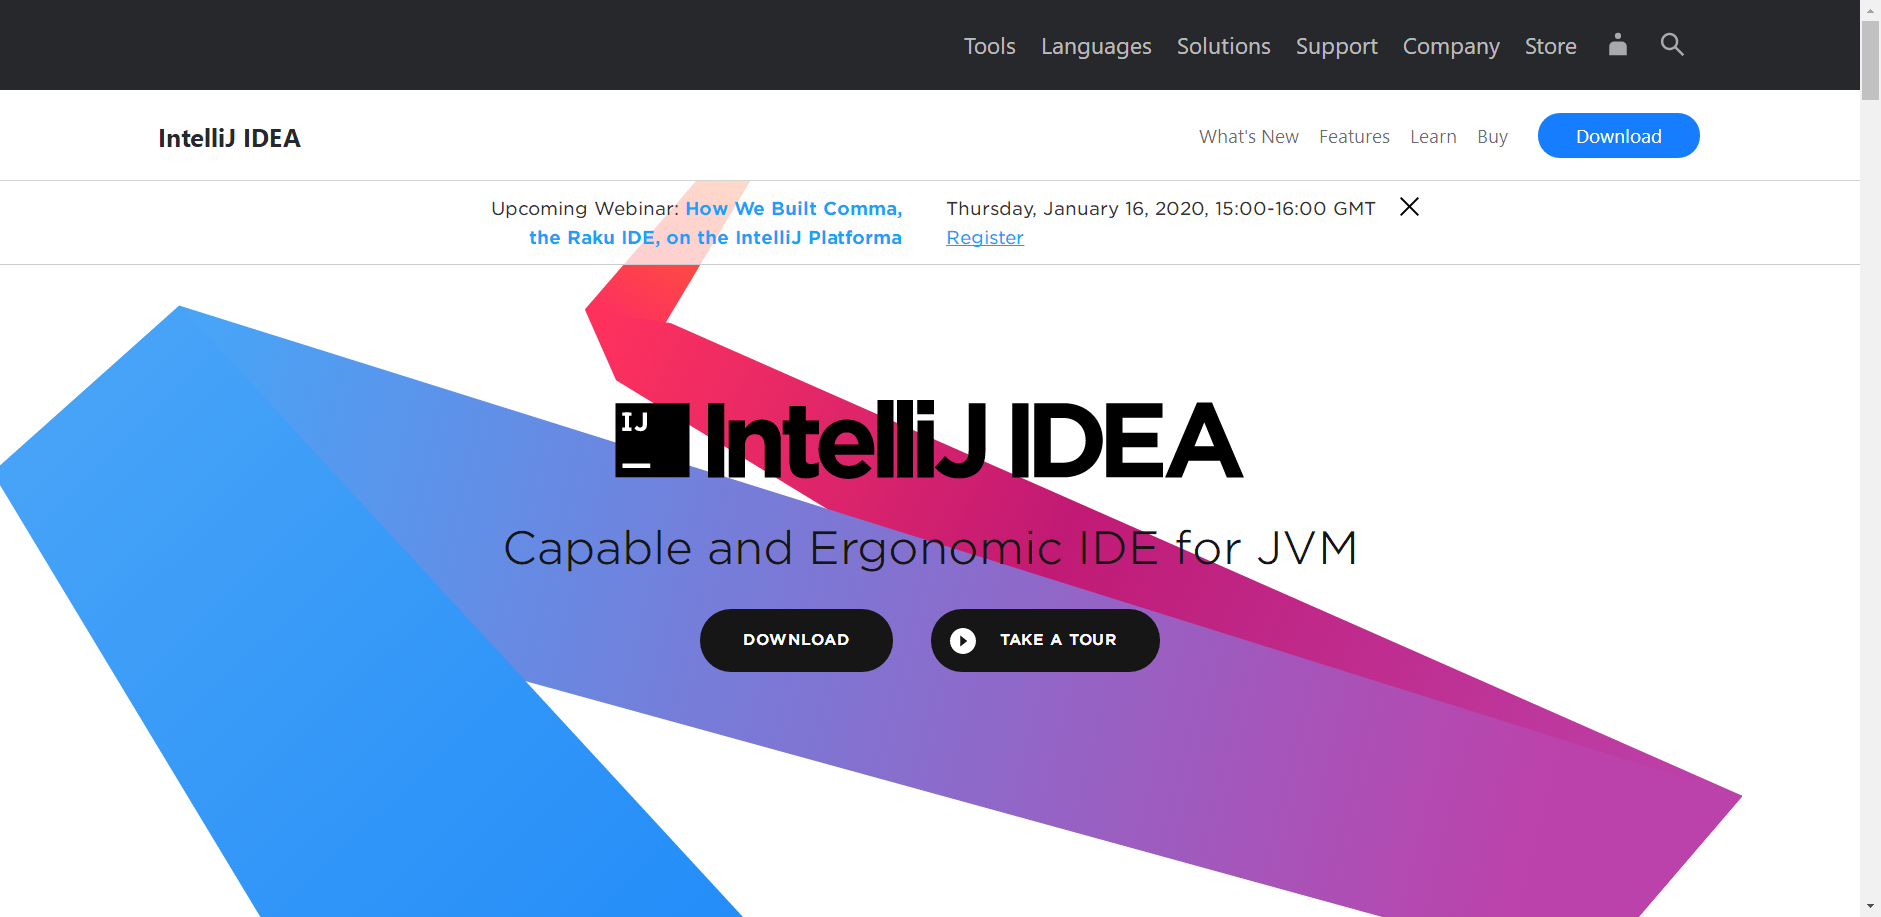 Tools Languages Solutions Support Company Store
IntelliJ IDEA
What's New Features Learn Buy Download
Upcoming Webinar: How We Built Comma,
the Raku IDE, on the IntelliJ Platforma
Thursday, January 16, 2020, 15:00-16:00 GMT
Register
IJ
IntelliJ IDEA
Capable and Ergonomic IDE for JVM
DOWNLOAD
TAKE A TOUR